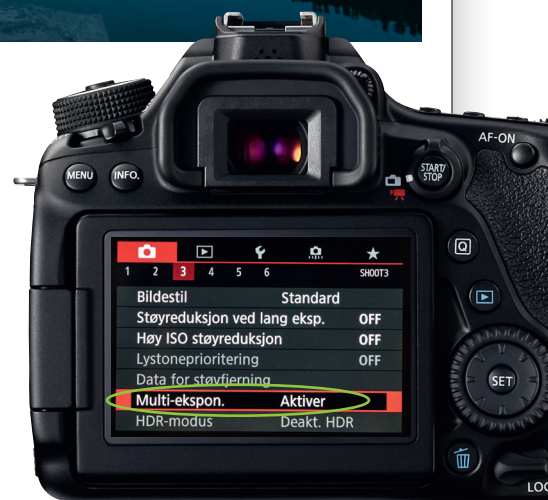 AF-ON
START/
STOP
MENU
INFO.
Q
1 2 3 4 5 6 SHOOT3
Bildestil Standard
Støyreduksjon ved lang eksp. OFF
Høy ISO støyreduksjon OFF
Lystoneprioritering OFF
Data for støvfjerning
Multi-ekspon. Aktiver
HDR-modus Deakt. HDR
SET